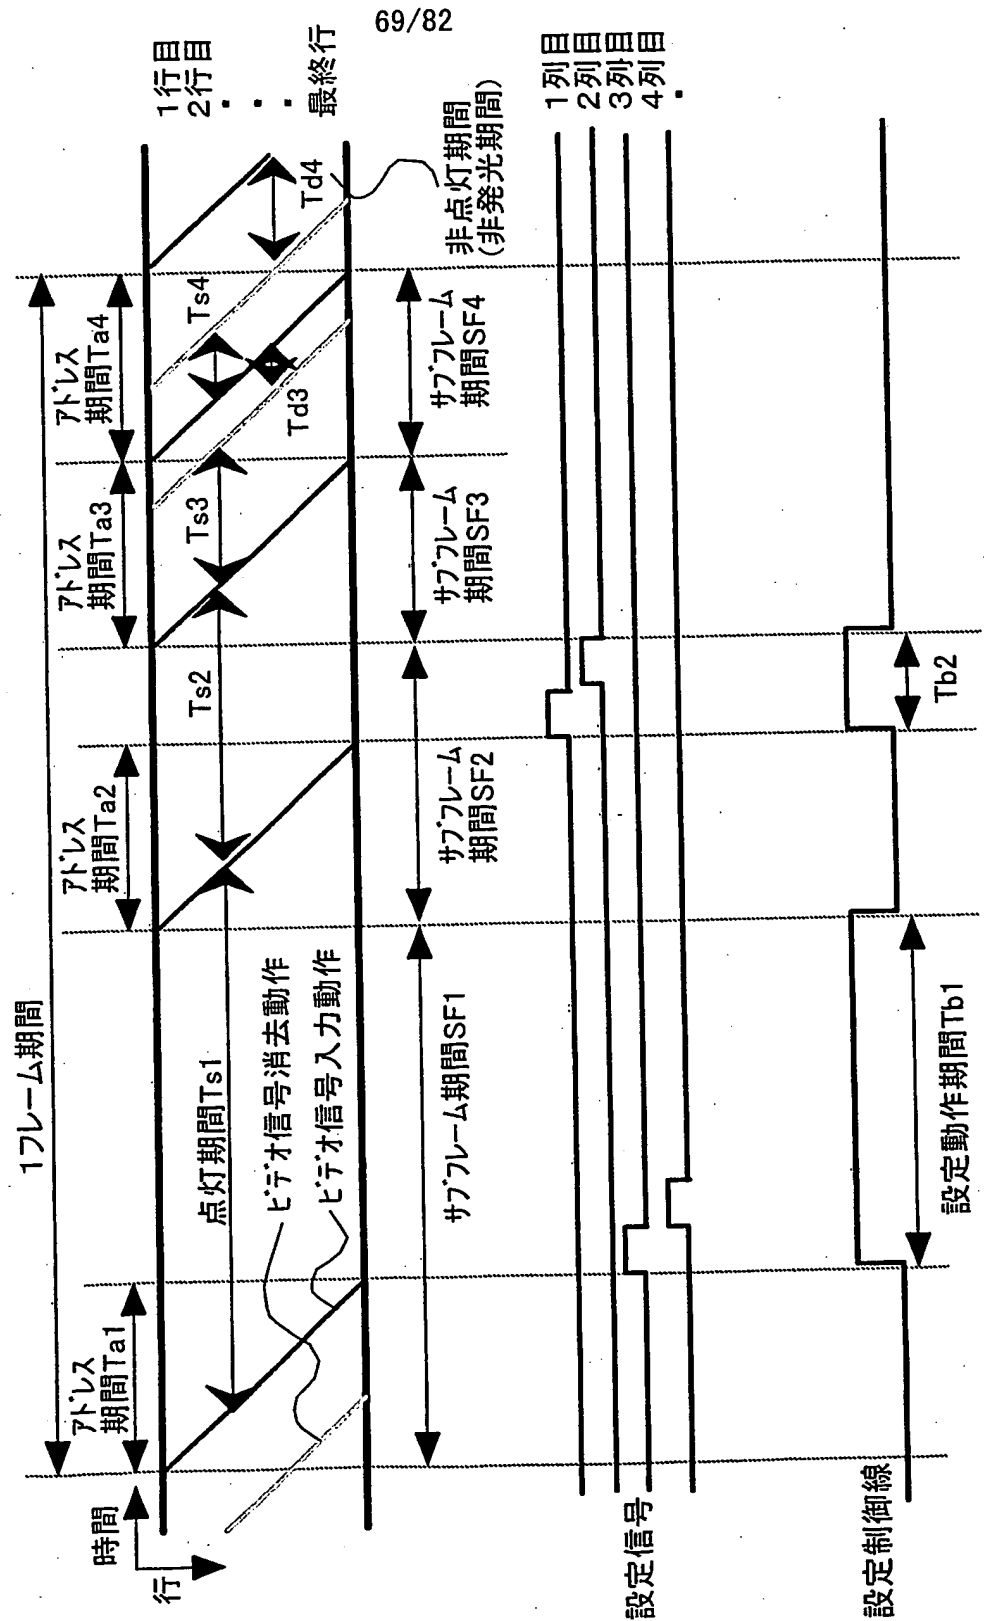 69/82
1フレーム期間
アドレス
期間Ta1
アドレス
期間Ta2
アドレス
期間Ta3
アドレス
期間Ta4
時間
行
1行目
2行目
・
・
・
最終行
点灯期間Ts1
Ts2
Ts3
Ts4
Td3
Td4
ビデオ信号消去動作
ビデオ信号入力動作
非点灯期間
(非発光期間)
サブフレーム期間SF1
サブフレーム
期間SF2
サブフレーム
期間SF3
サブフレーム
期間SF4
設定信号
1列目
2列目
3列目
4列目
・
設定制御線
設定動作期間Tb1
Tb2